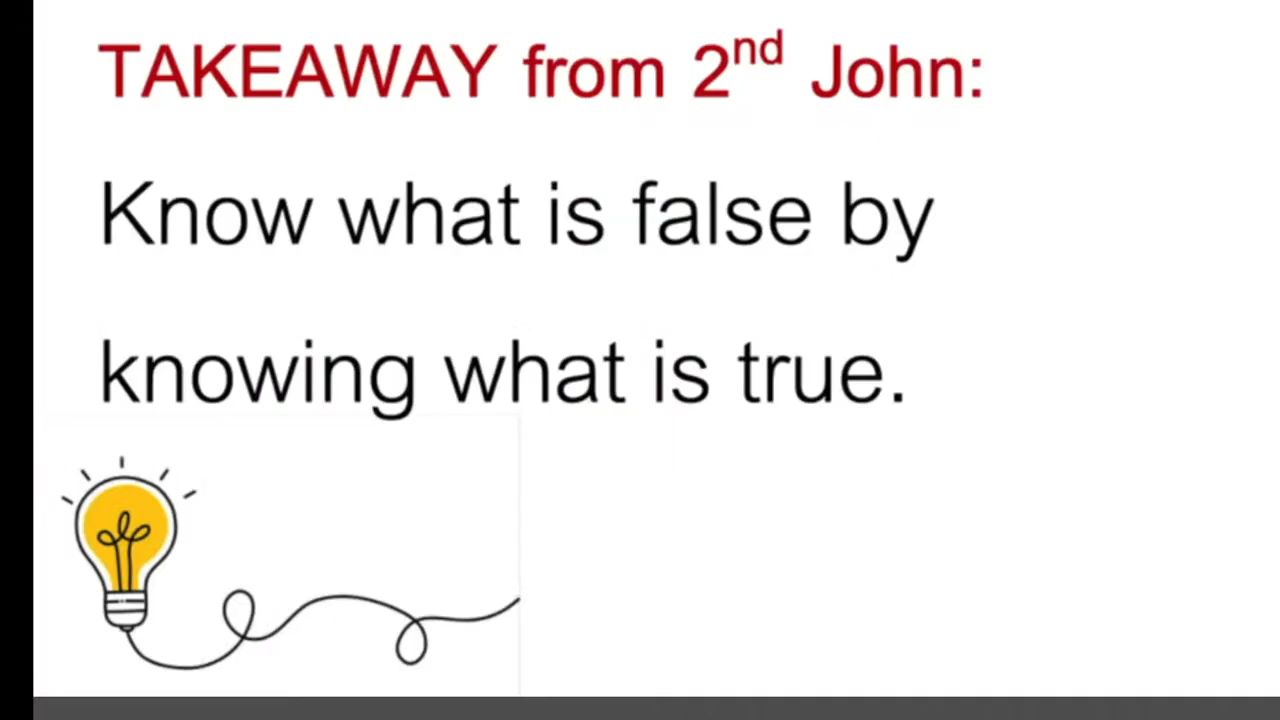 TAKEAWAY from 2nd John:
Know what is false by
knowing what is true.